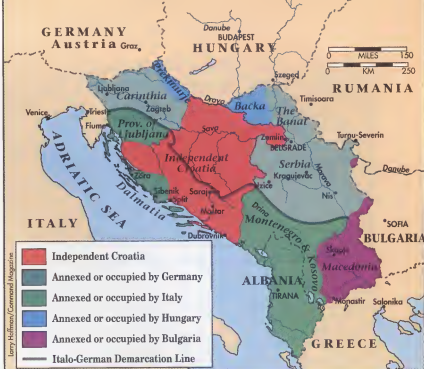 GERMANY
Austria
Graz
Danube
BUDAPEST
HUNGARY
0 MILES 150
0 KM 250
RUMANIA
Szeged
Timisoara
Ljubljana
Carinthia
Zagreb
Drava
Backa
The
Banat
Venice
Trieste
Fiume
Prov. of
Ljubljana
Sava
Zemlin
BELGRADE
Turnu-Severin
Danube
Independent
Croatia
Serbia
Kragujevac
Morava
Nis
Zara
Sibenik
Split
Sarajevo
Uzice
Dalmatia
ADRIATIC SEA
ITALY
Mostar
Drina
Dubrovnik
Montenegro
Kosovo
SOFIA
BULGARIA
Macedonia
ALBANIA
TIRANA
Monastir
Salonika
GREECE
Independent Croatia
Annexed or occupied by Germany
Annexed or occupied by Italy
Annexed or occupied by Hungary
Annexed or occupied by Bulgaria
Italo-German Demarcation Line
Larry Hoffman/Command Magazine